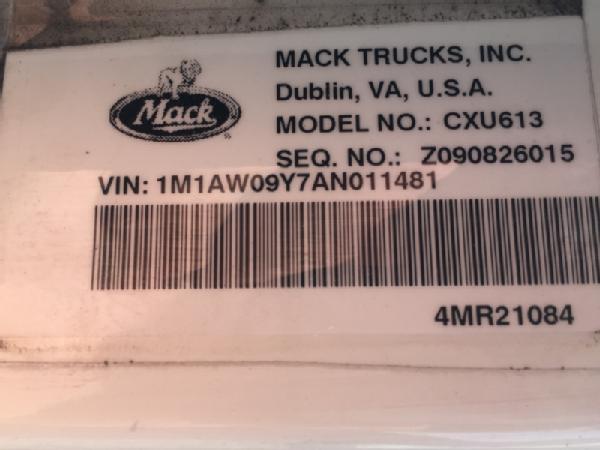 MACK TRUCKS, INC.
Dublin, VA, U.S.A.
Mack
MODEL NO.: CXU613
SEQ. NO.: Z090826015
VIN: 1M1AW09Y7AN011481
4MR21084